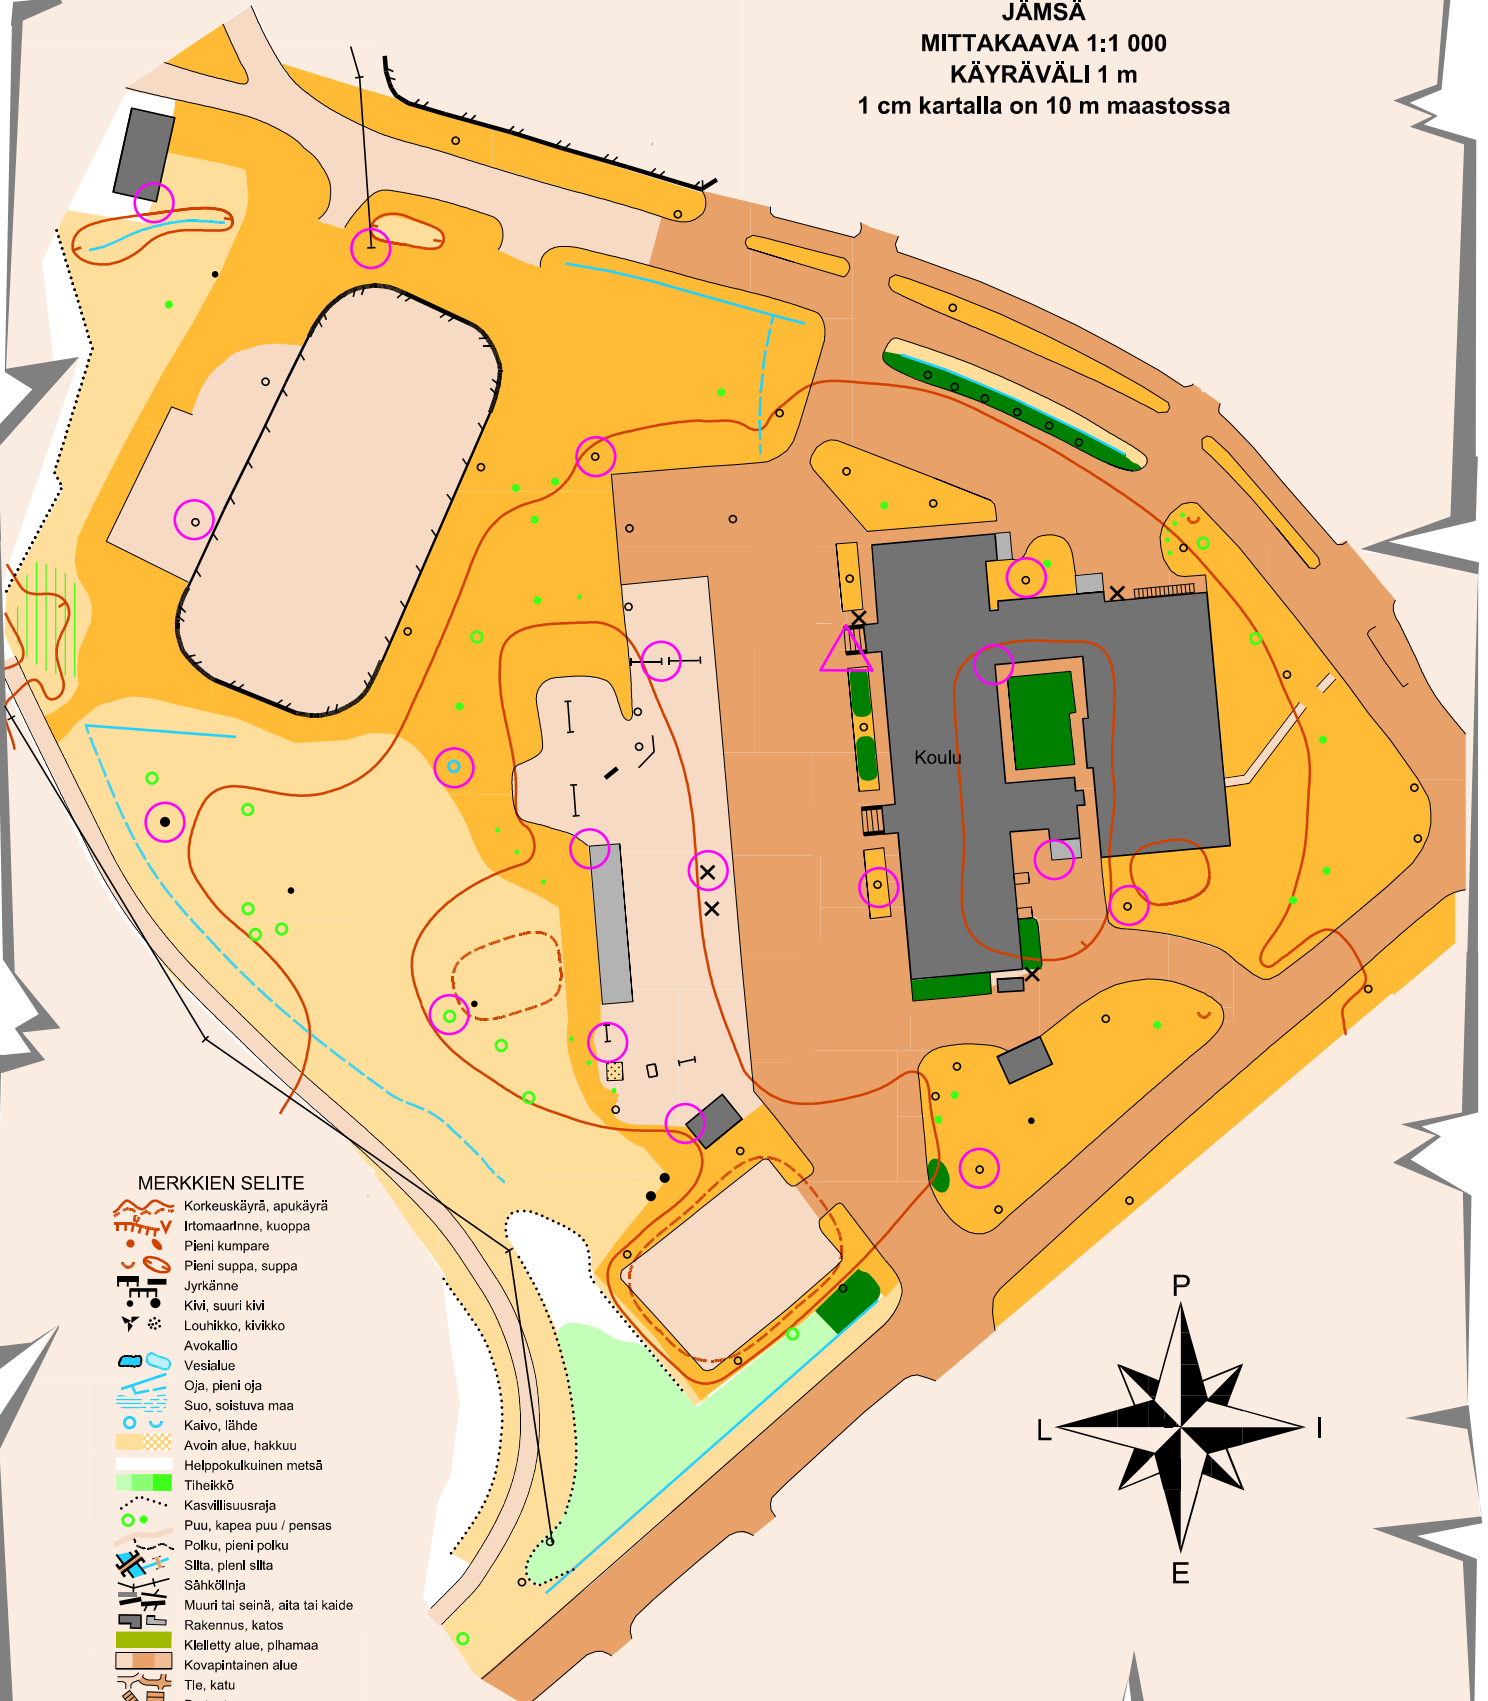 JÄMSÄ
MITTAKAAVA 1:1 000
KÄYRÄVÄLI 1 m
1 cm kartalla on 10 m maastossa
Koulu
MERKKIEN SELITE
Korkeuskäyrä, apukäyrä
Irtomaarinne, kuoppa
Pieni kumpare
Pieni suppa, suppa
Jyrkänne
Kivi, suuri kivi
Louhikko, kivikko
Avokallio
Vesialue
Oja, pieni oja
Suo, soistuva maa
Kaivo, lähde
Avoin alue, hakkuu
Helppokulkuinen metsä
Tiheikkö
Kasvillisuusraja
Puu, kapea puu / pensas
Polku, pieni polku
Silta, pieni silta
Sähkölinja
Muuri tai seinä, aita tai kaide
Rakennus, katos
Kielletty alue, pihamaa
Kovapintainen alue
Tie, katu
P
L
I
E